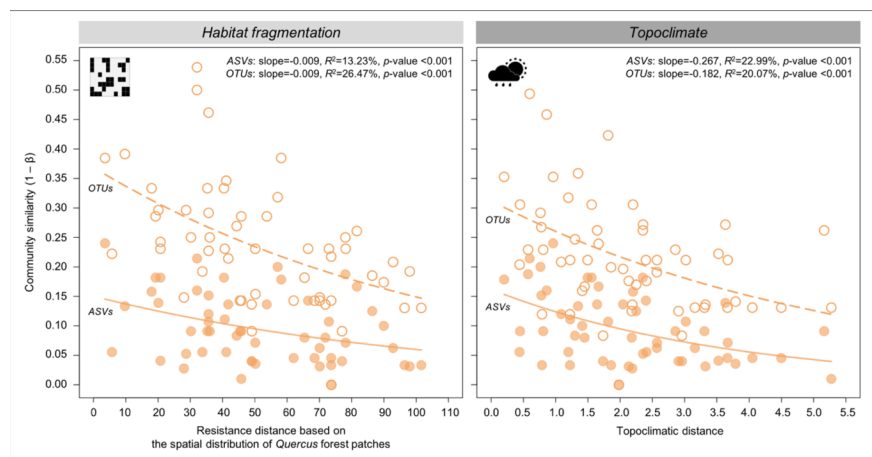 Habitat fragmentation
Topoclimate
ASVs: slope=-0.009, R²=13.23%, p-value <0.001
OTUs: slope=-0.009, R²=26.47%, p-value <0.001
ASVs: slope=-0.267, R²=22.99%, p-value <0.001
OTUs: slope=-0.182, R²=20.07%, p-value <0.001
Community similarity (1 – β)
0.55
0.50
0.45
0.40
0.35
0.30
0.25
0.20
0.15
0.10
0.05
0.00
OTUs
ASVs
OTUs
ASVs
0 10 20 30 40 50 60 70 80 90 100 110
0.0 0.5 1.0 1.5 2.0 2.5 3.0 3.5 4.0 4.5 5.0 5.5
Resistance distance based on
the spatial distribution of Quercus forest patches
Topoclimatic distance